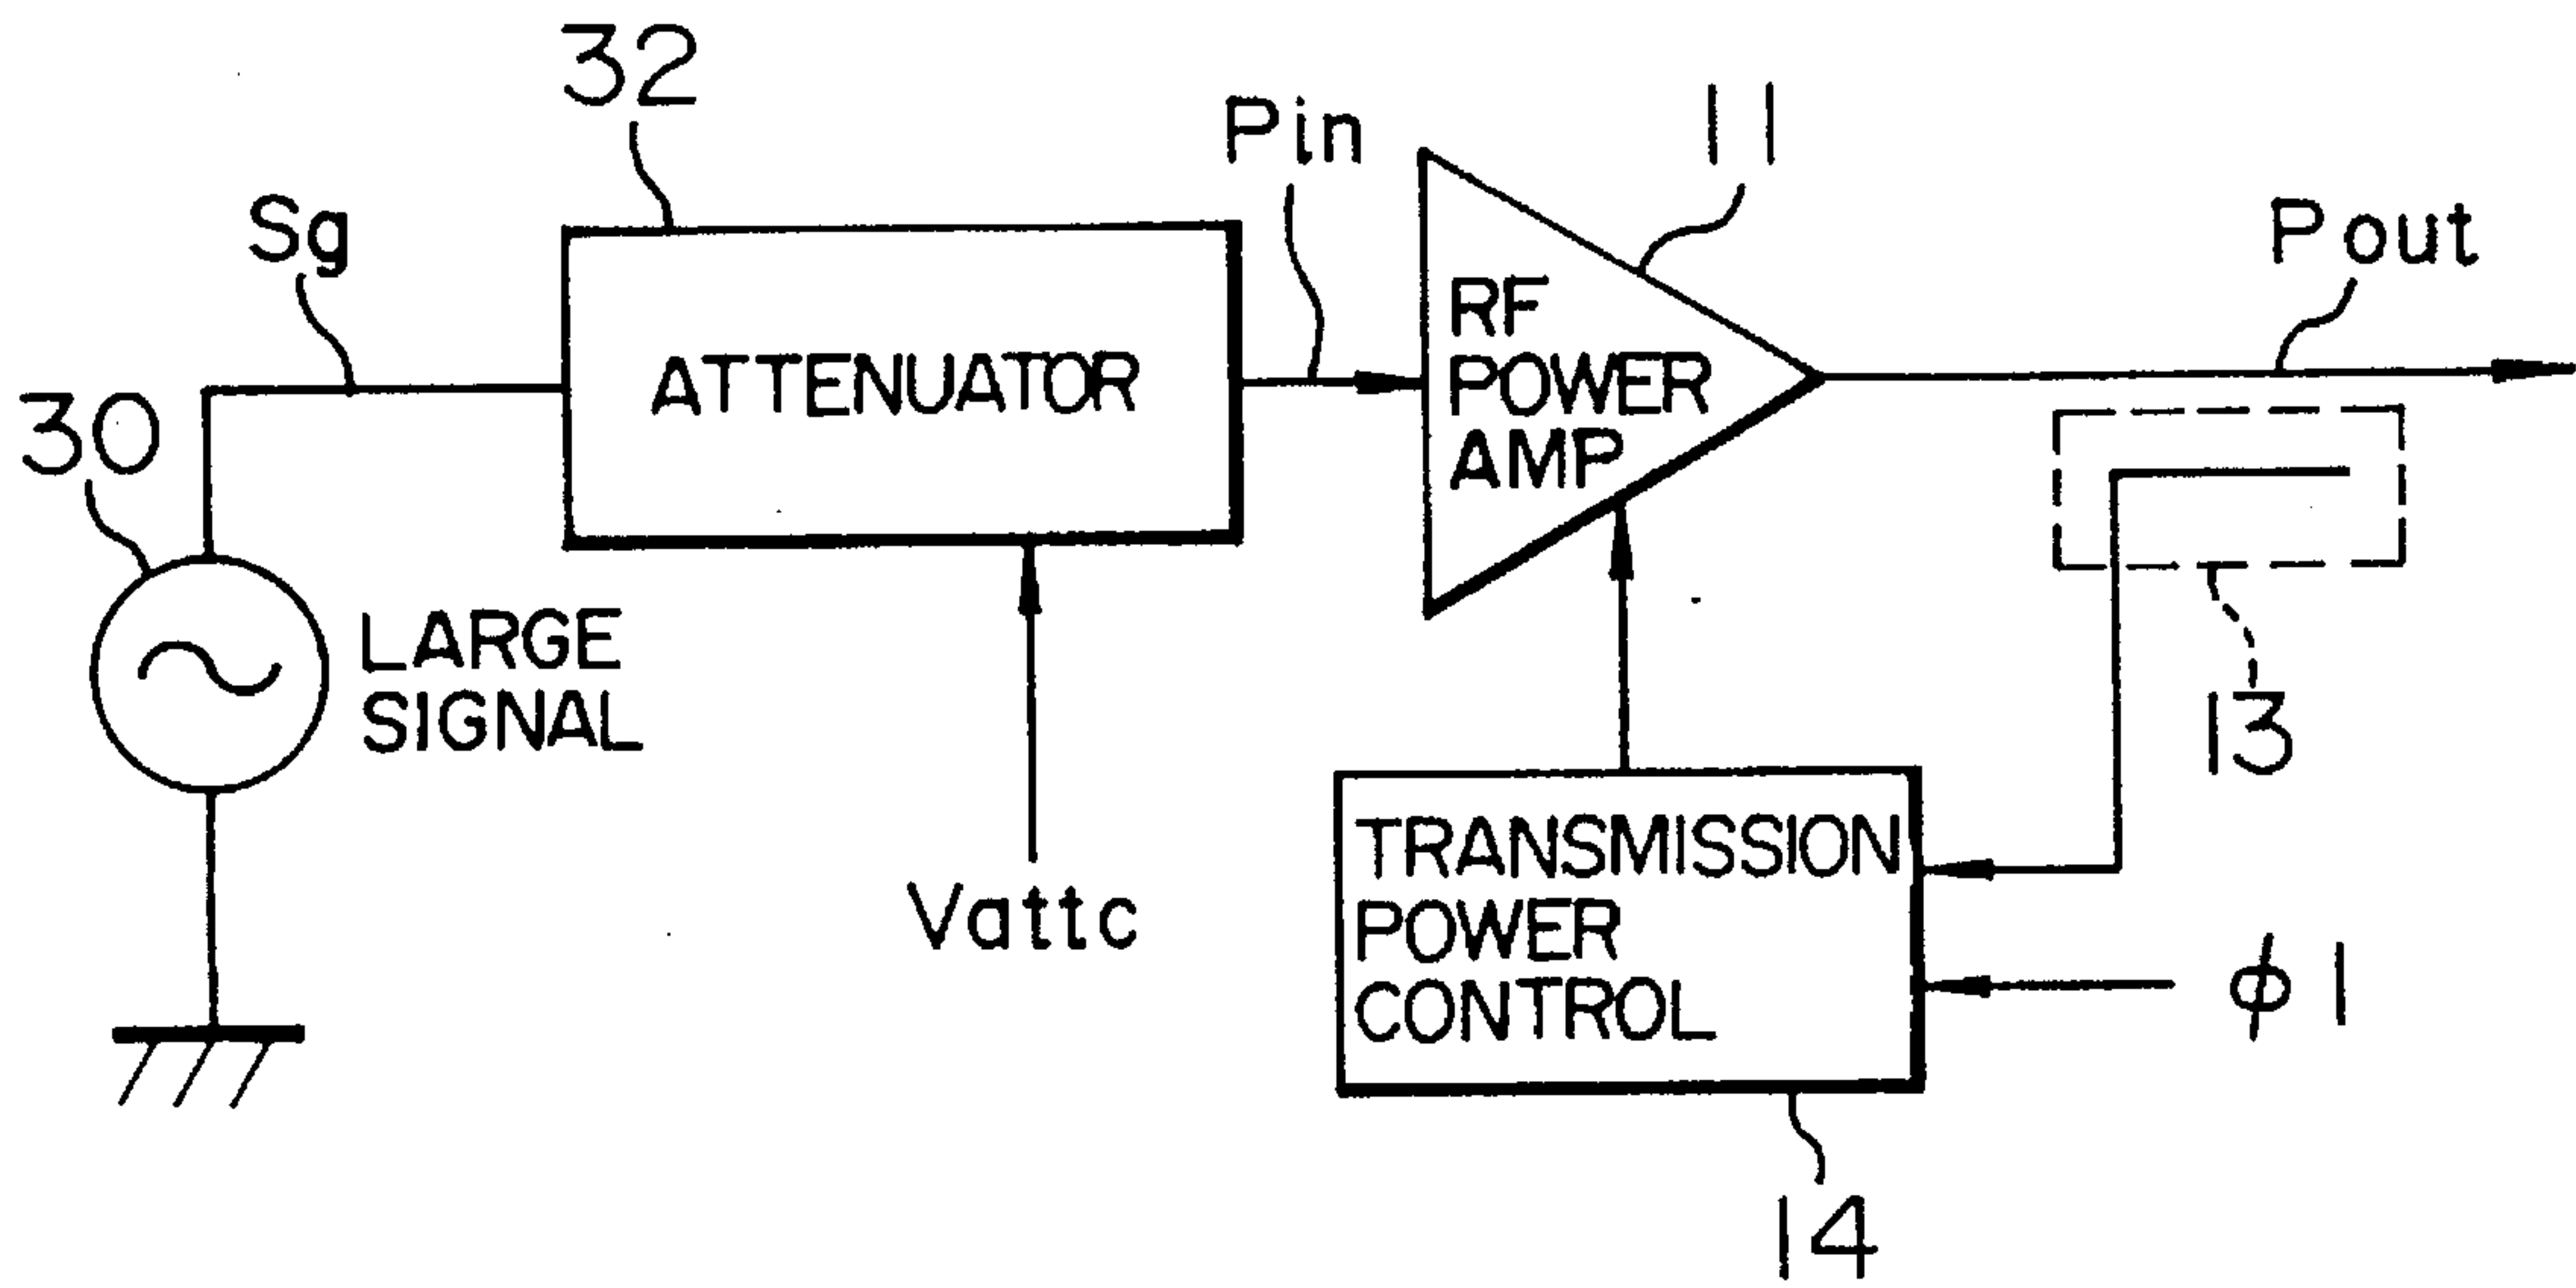 32
Sg
Pin
11
Pout
30
ATTENUATOR
RF
POWER
AMP
LARGE
SIGNAL
Vattc
13
TRANSMISSION
POWER
CONTROL
ϕ1
14